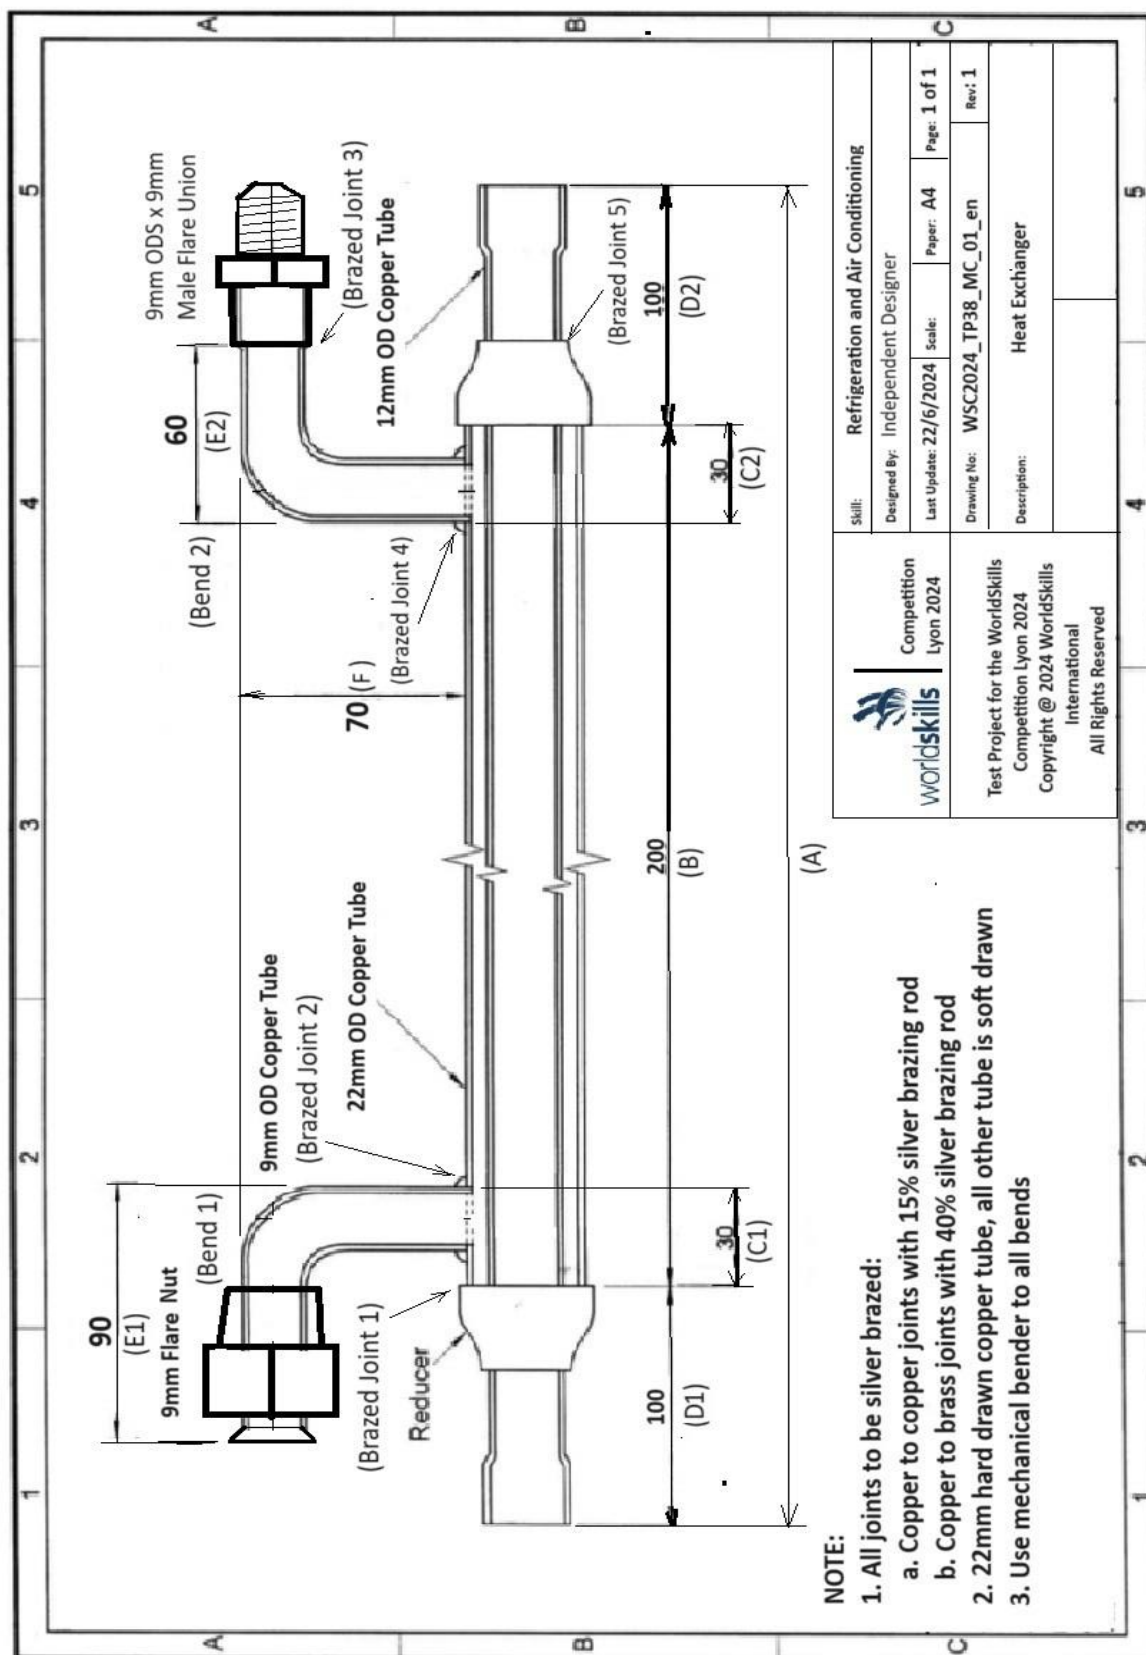 1
2
3
4
5
A
B
C
9mm ODS x 9mm
Male Flare Union
90
(E1)
9mm Flare Nut
(Bend 1)
60
(E2)
(Bend 2)
(Brazed Joint 3)
9mm OD Copper Tube
(Brazed Joint 2)
22mm OD Copper Tube
70 (F)
(Brazed Joint 4)
12mm OD Copper Tube
(Brazed Joint 1)
Reducer
(Brazed Joint 5)
100
(D1)
30
(C1)
200
(B)
30
(C2)
100
(D2)
(A)
NOTE:
1. All joints to be silver brazed:
a. Copper to copper joints with 15% silver brazing rod
b. Copper to brass joints with 40% silver brazing rod
2. 22mm hard drawn copper tube, all other tube is soft drawn
3. Use mechanical bender to all bends
worldskills
Competition
Lyon 2024
Test Project for the WorldSkills
Competition Lyon 2024
Copyright @ 2024 WorldSkills
International
All Rights Reserved
Skill: Refrigeration and Air Conditioning
Designed By: Independent Designer
Last Update: 22/6/2024 Scale: Paper: A4 Page: 1 of 1
Drawing No: WSC2024_TP38_MC_01_en Rev: 1
Description: Heat Exchanger
A
B
C
1
2
3
4
5